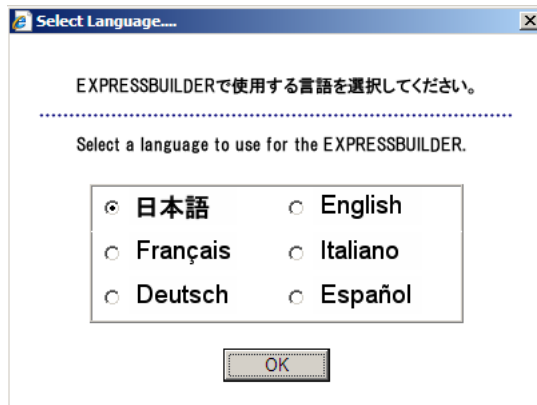 Select Language....
EXPRESSBUILDERで使用する言語を選択してください。
Select a language to use for the EXPRESSBUILDER.
日本語 English
Français Italiano
Deutsch Español
OK